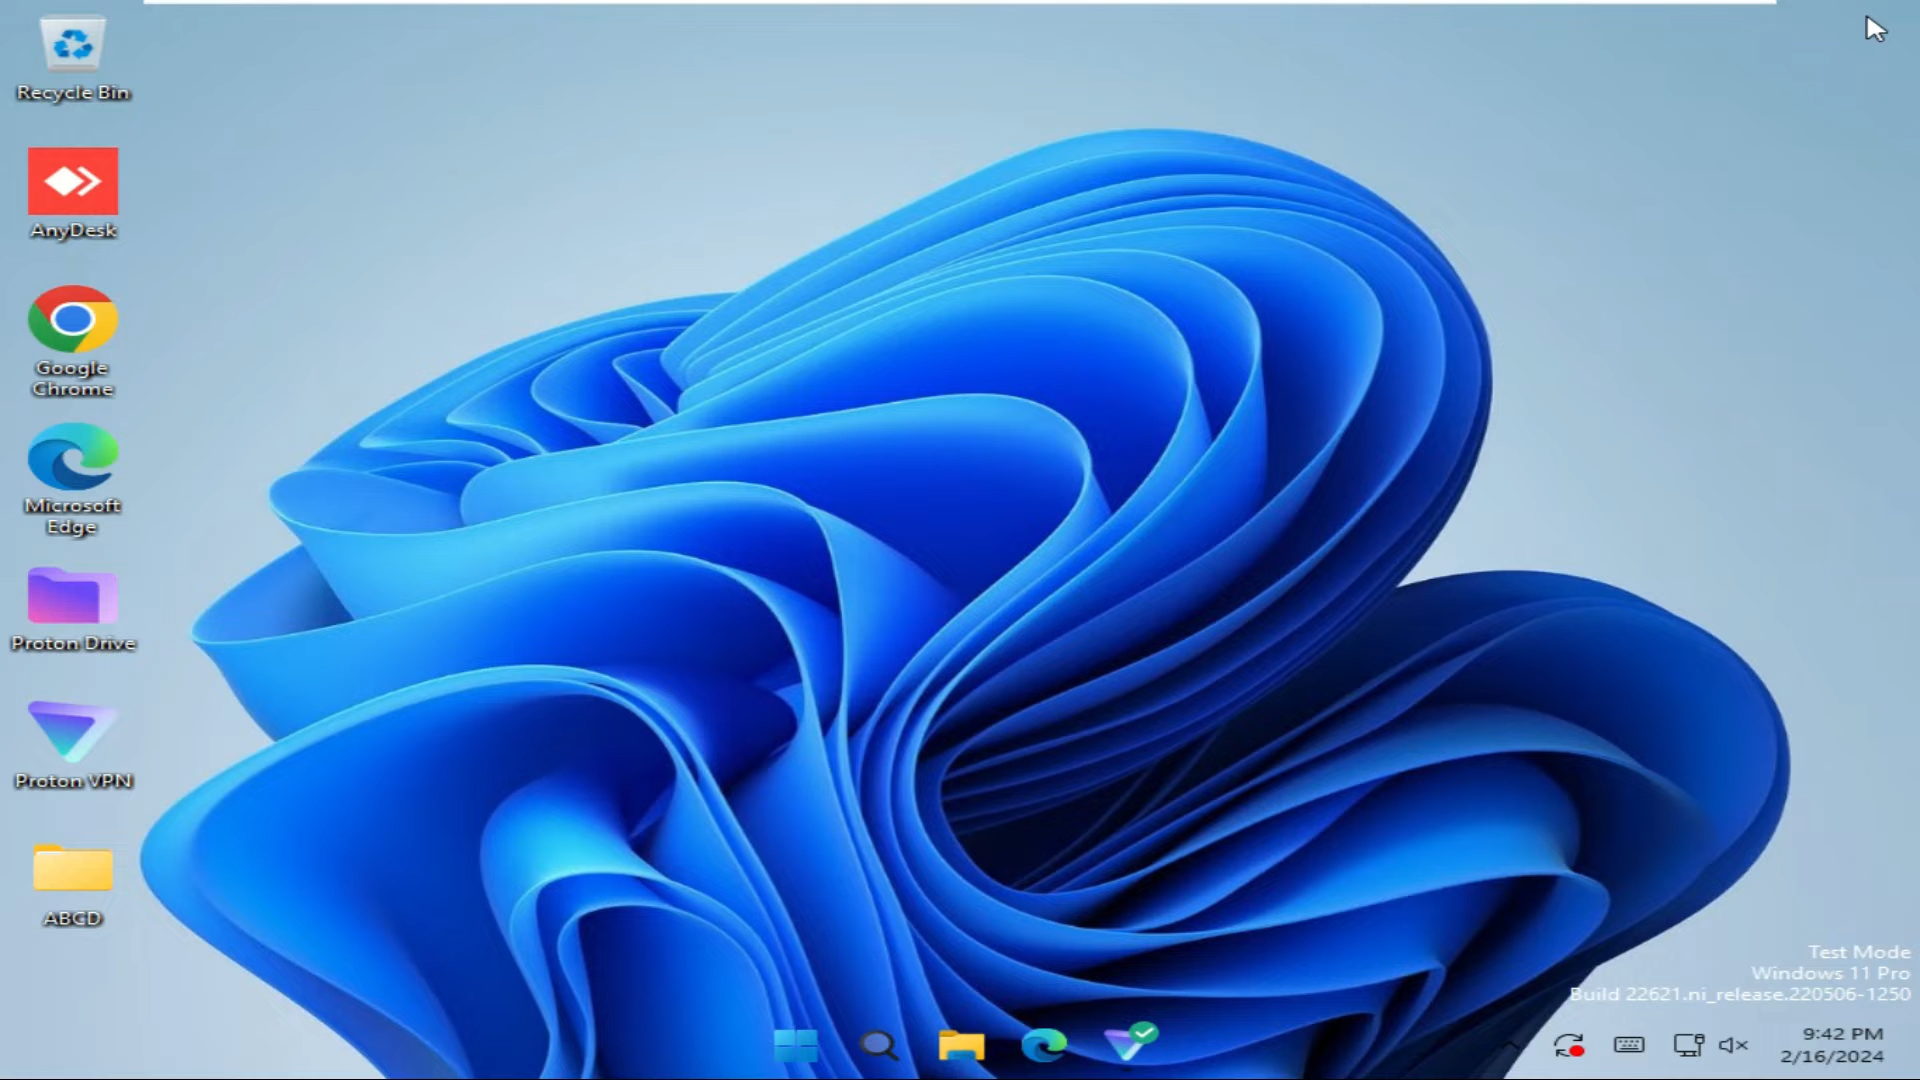 Recycle Bin
AnyDesk
Google
Chrome
Microsoft
Edge
Proton Drive
Proton VPN
ABCD
Test Mode
Windows 11 Pro
Build 22621.ni_release.220506-1250
9:42 PM
2/16/2024